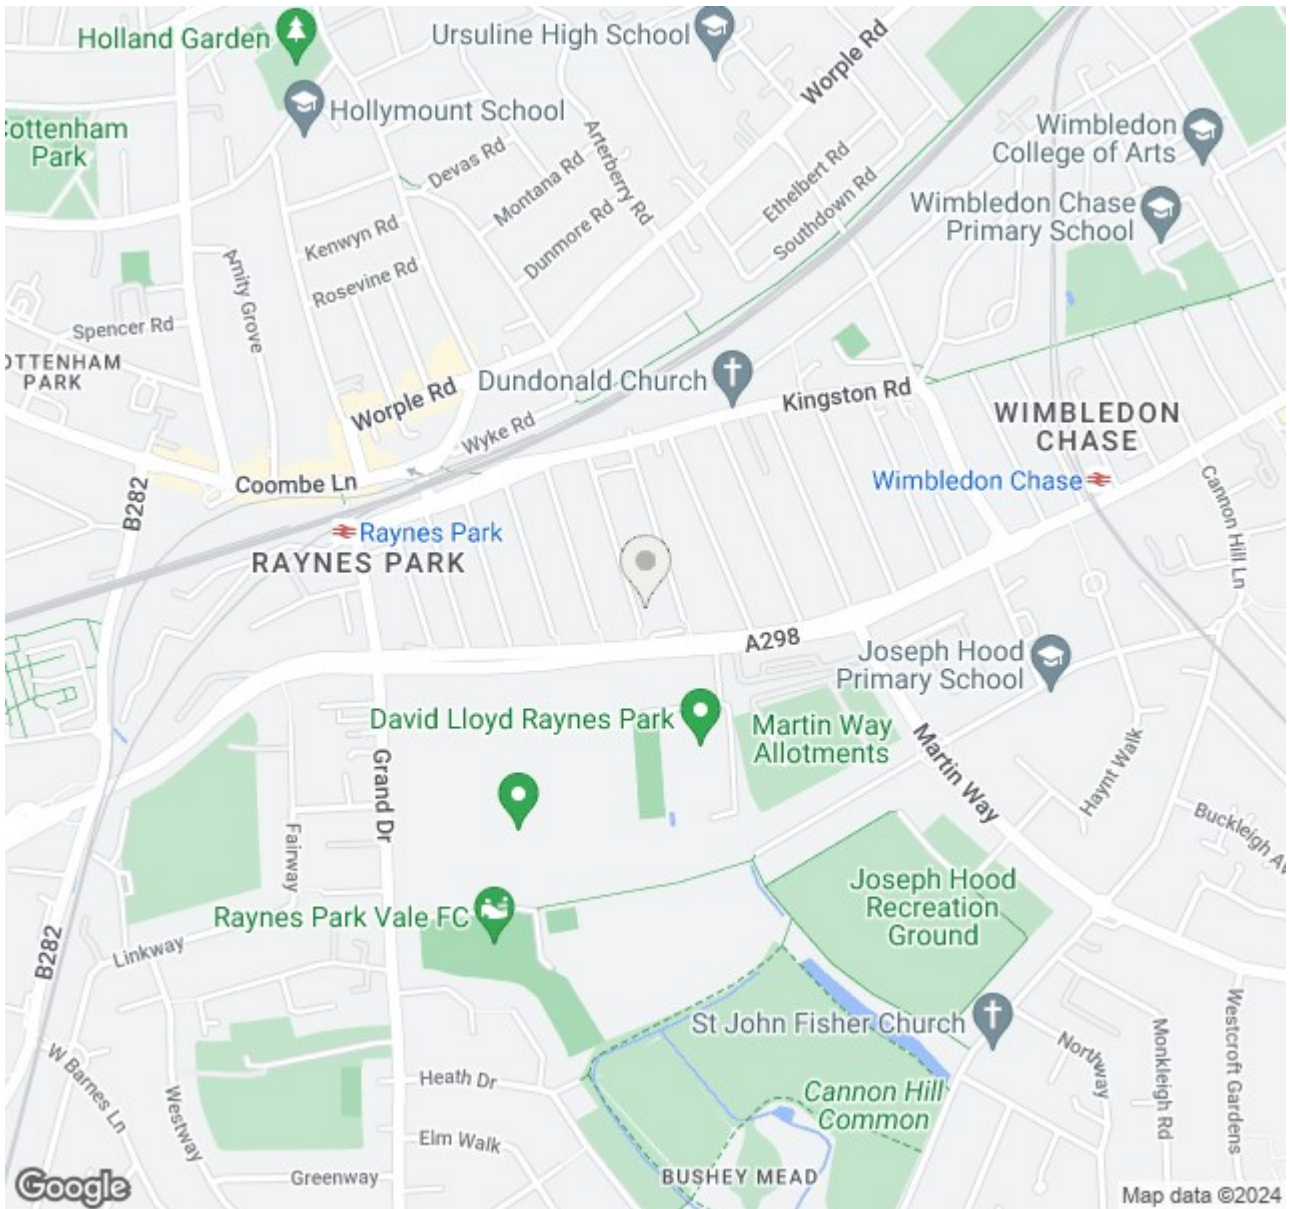 Holland Garden
Ursuline High School
Worple Rd
Hollymount School
Cottenham
Park
Devas Rd
Arterberry Rd
Montana Rd
Ethelbert Rd
Wimbledon
College of Arts
Kenwyn Rd
Dunmore Rd
Southdown Rd
Wimbledon Chase
Primary School
Amity Grove
Rosevine Rd
Spencer Rd
OTTENHAM
PARK
Dundonald Church
Worple Rd
Kingston Rd
WIMBLEDON
CHASE
Wyke Rd
Coombe Ln
Wimbledon Chase
Cannon Hill Ln
B282
Raynes Park
RAYNES PARK
A298
Joseph Hood
Primary School
David Lloyd Raynes Park
Martin Way
Allotments
Martin Way
Haynt Walk
Grand Dr
Fairway
Buckleigh Av
Raynes Park Vale FC
Joseph Hood
Recreation
Ground
Linkway
B282
St John Fisher Church
Northway
Monkleigh Rd
Westcroft Gardens
W Barnes Ln
Westway
Heath Dr
Cannon Hill
Common
Elm Walk
Greenway
BUSHEY MEAD
Google
Map data ©2024